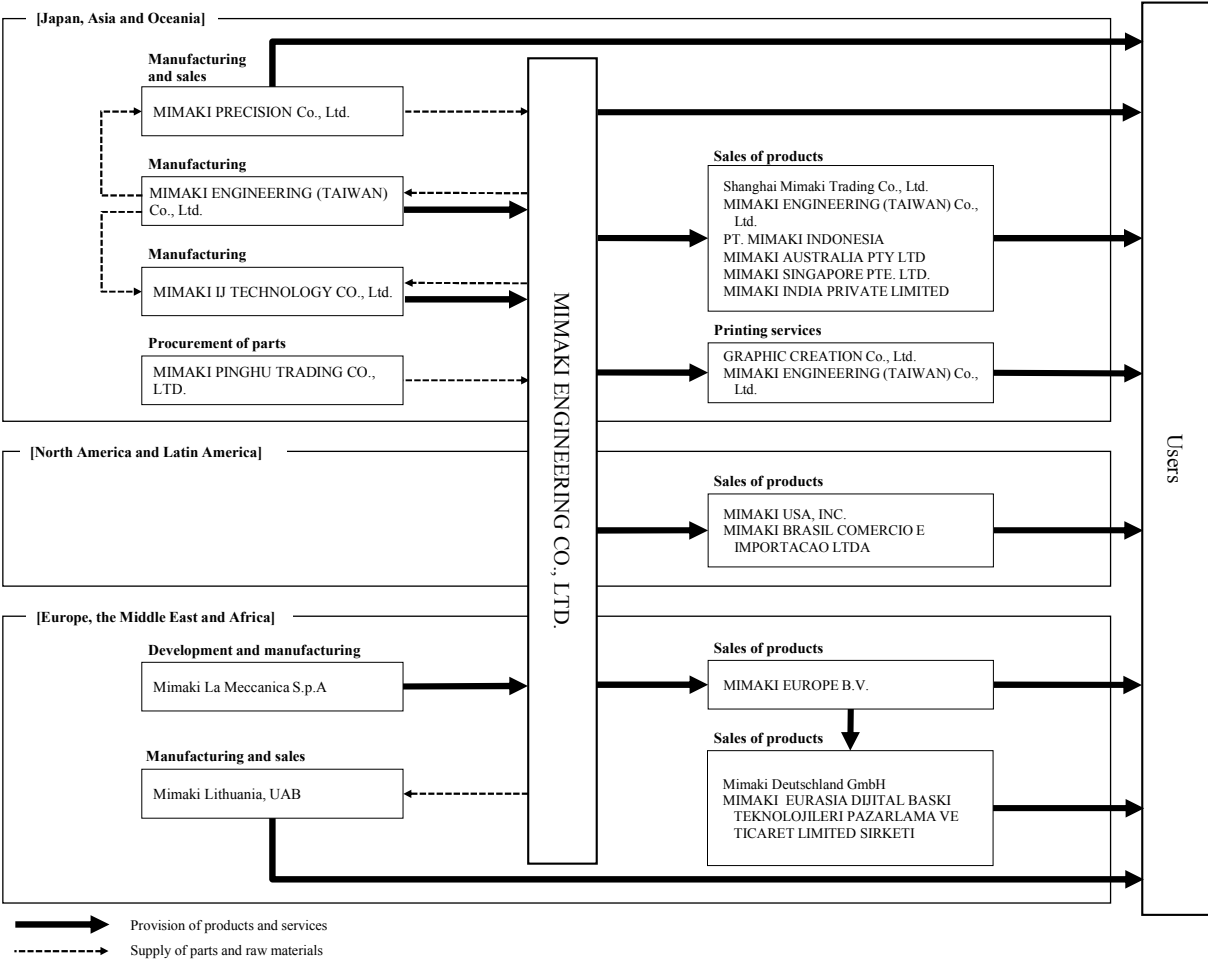 [Japan, Asia and Oceania]
Manufacturing
and sales
MIMAKI PRECISION Co., Ltd.
Manufacturing
MIMAKI ENGINEERING (TAIWAN)
Co., Ltd.
Manufacturing
MIMAKI IJ TECHNOLOGY CO., Ltd.
Procurement of parts
MIMAKI PINGHU TRADING CO.,
LTD.
MIMAKI ENGINEERING CO., LTD.
Sales of products
Shanghai Mimaki Trading Co., Ltd.
MIMAKI ENGINEERING (TAIWAN) Co.,
Ltd.
PT. MIMAKI INDONESIA
MIMAKI AUSTRALIA PTY LTD
MIMAKI SINGAPORE PTE. LTD.
MIMAKI INDIA PRIVATE LIMITED
Printing services
GRAPHIC CREATION Co., Ltd.
MIMAKI ENGINEERING (TAIWAN) Co.,
Ltd.
Users
[North America and Latin America]
Sales of products
MIMAKI USA, INC.
MIMAKI BRASIL COMERCIO E
IMPORTACAO LTDA
[Europe, the Middle East and Africa]
Development and manufacturing
Mimaki La Meccanica S.p.A
Manufacturing and sales
Mimaki Lithuania, UAB
Sales of products
MIMAKI EUROPE B.V.
Sales of products
Mimaki Deutschland GmbH
MIMAKI EURASIA DIJITAL BASKI
TEKNOLOJILERI PAZARLAMA VE
TICARET LIMITED SIRKETI
Provision of products and services
Supply of parts and raw materials